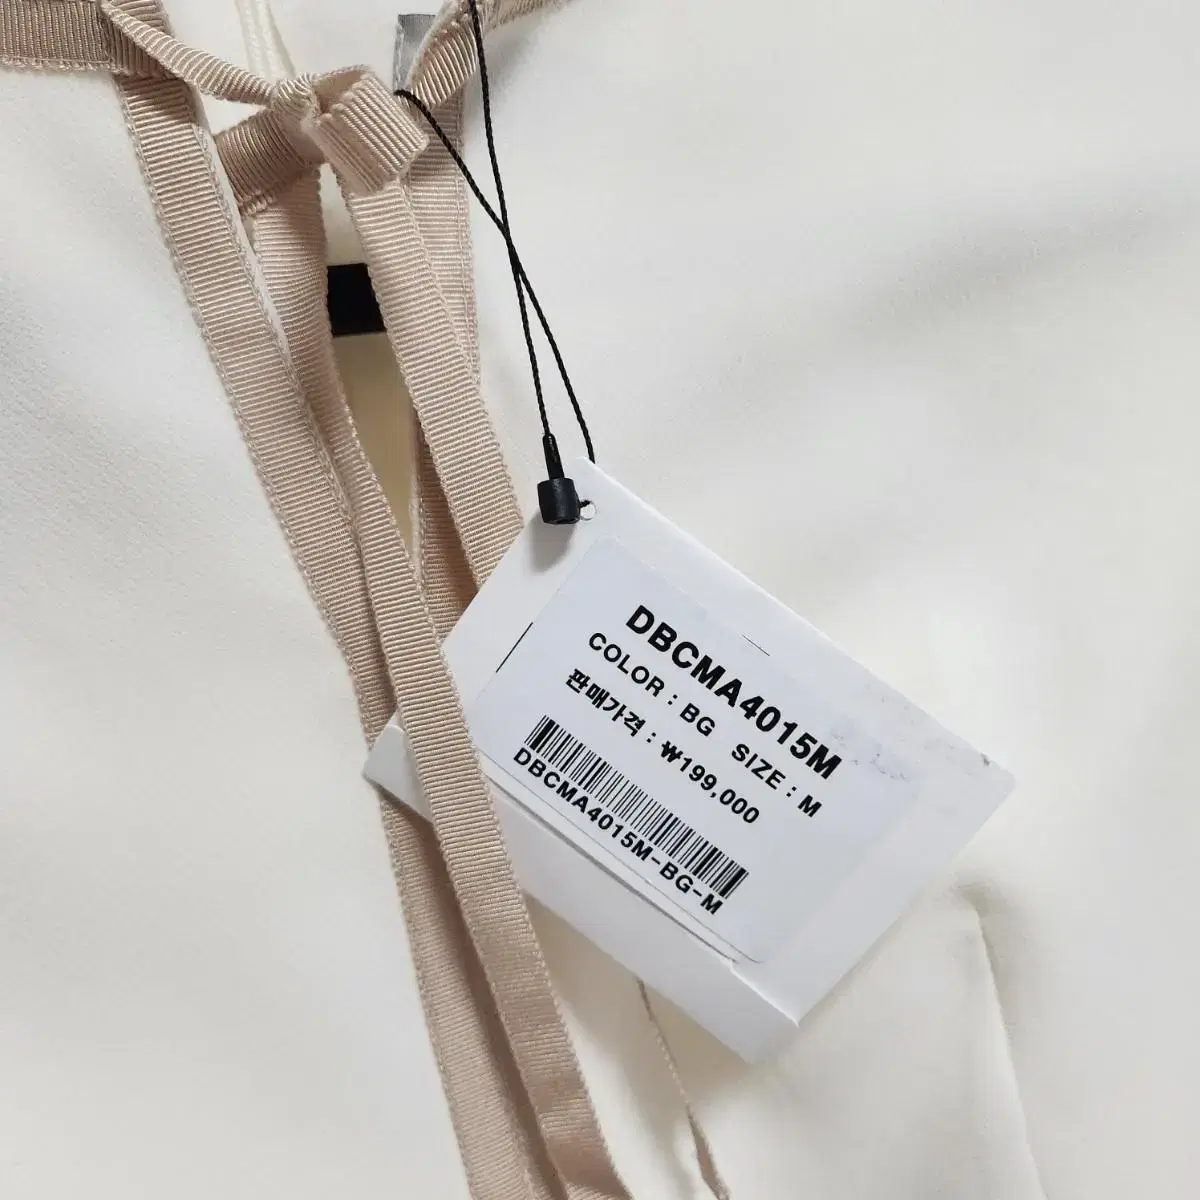 DBCMA4015M
COLOR : BG SIZE : M
판매가격 : ₩199,000
DBCMA4015M-BG-M